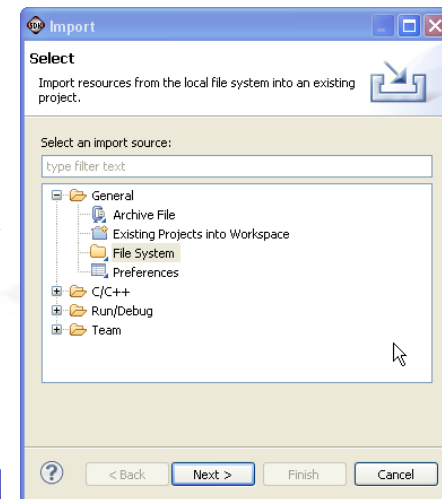 SDK Import
Select
Import resources from the local file system into an existing
project.
Select an import source:
type filter text
General
Archive File
Existing Projects into Workspace
File System
Preferences
C/C++
Run/Debug
Team
?
< Back
Next >
Finish
Cancel